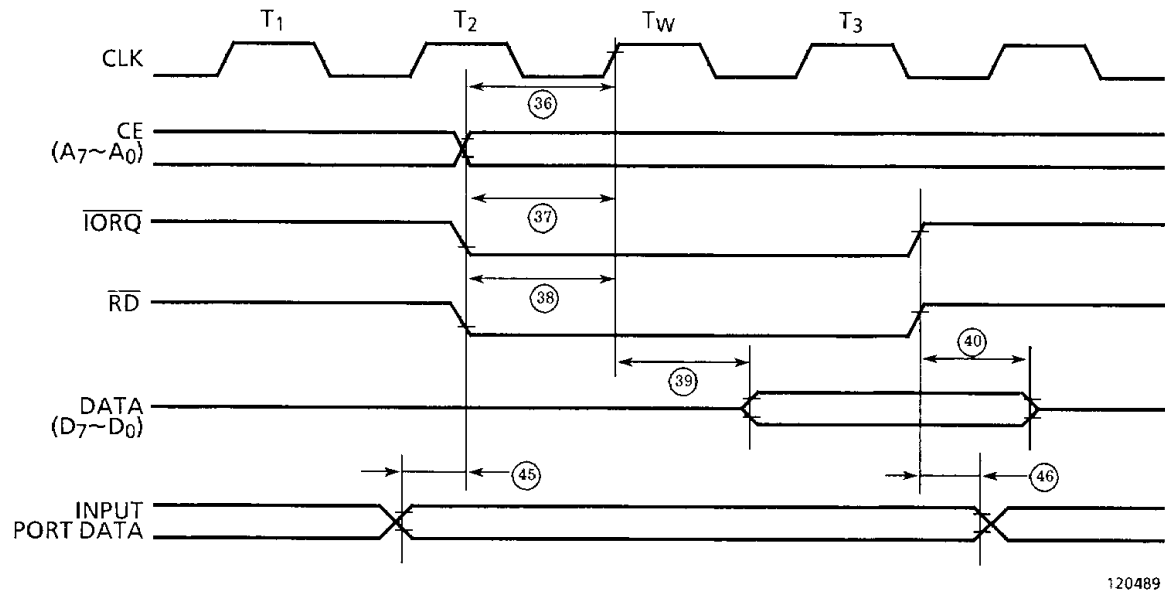 T1 T2 TW T3
CLK
36
CE
(A7~A0)
37
IORQ
38
RD
40
39
DATA
(D7~D0)
45
46
INPUT
PORT DATA
120489